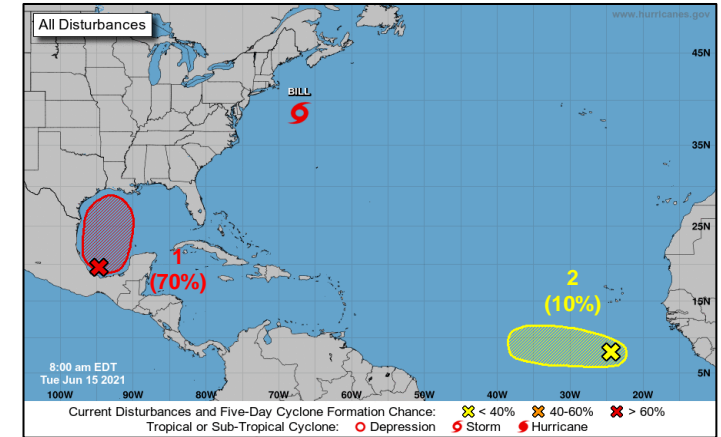 All Disturbances
www.hurricanes.gov
45N
BILL
35N
25N
1
(70%)
2
(10%)
15N
8:00 am EDT
Tue Jun 15 2021
5N
100W 90W 80W 70W 60W 50W 40W 30W 20W
Current Disturbances and Five-Day Cyclone Formation Chance: < 40% 40-60% > 60%
Tropical or Sub-Tropical Cyclone: Depression Storm Hurricane